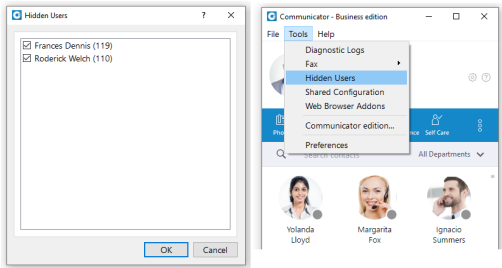 Hidden Users
?
Frances Dennis (119)
Roderick Welch (110)
OK
Cancel
Communicator - Business edition
File Tools Help
Diagnostic Logs
Fax
Hidden Users
Shared Configuration
Web Browser Addons
Communicator edition...
Preferences
Self Care
Search contacts
All Departments
Yolanda
Lloyd
Margarita
Fox
Ignacio
Summers